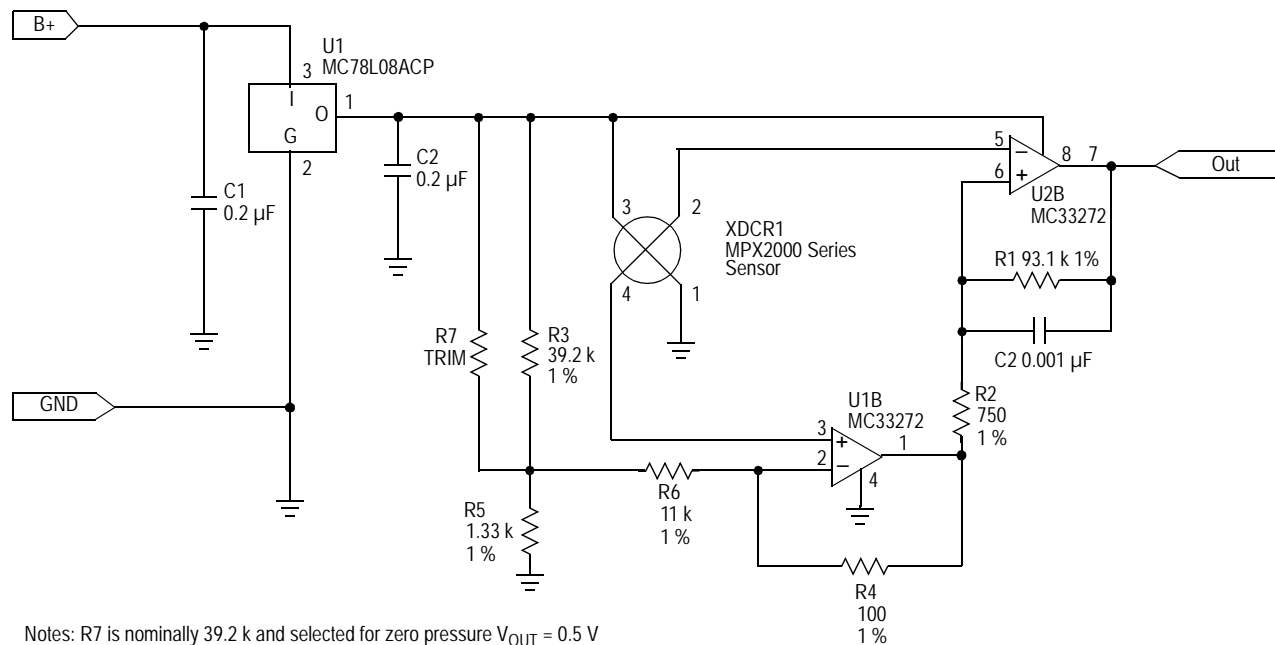 B+
U1
MC78L08ACP
3
I
O
1
G
2
C1
0.2 µF
C2
0.2 µF
GND
R7
TRIM
R3
39.2 k
1 %
R5
1.33 k
1 %
3
2
4
1
XDCR1
MPX2000 Series
Sensor
5
−
6
+
8
7
Out
U2B
MC33272
R1 93.1 k 1%
C2 0.001 µF
R2
750
1 %
U1B
MC33272
3
+
2
−
1
4
R6
11 k
1 %
R4
100
1 %
Notes: R7 is nominally 39.2 k and selected for zero pressure VOUT = 0.5 V